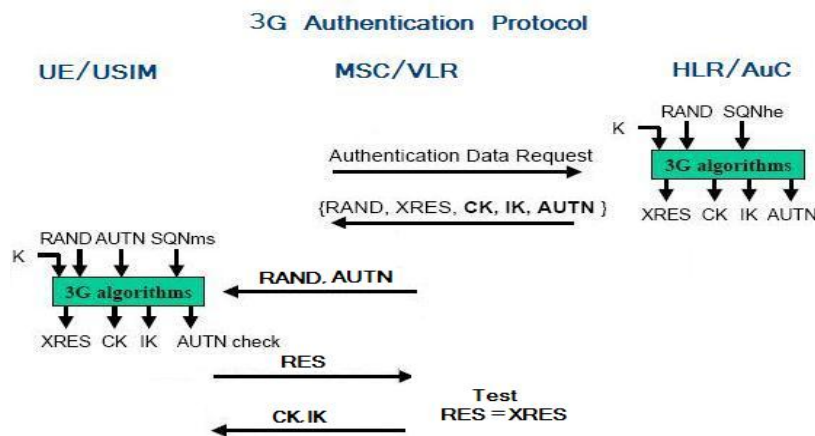 3G Authentication Protocol
UE/USIM MSC/VLR HLR/AuC
RAND SQNhe
K
Authentication Data Request
3G algorithms
{RAND, XRES, CK, IK, AUTN }
XRES CK IK AUTN
RAND AUTN SQNms
K
RAND, AUTN
3G algorithms
XRES CK IK AUTN check
RES
Test
RES = XRES
CK, IK